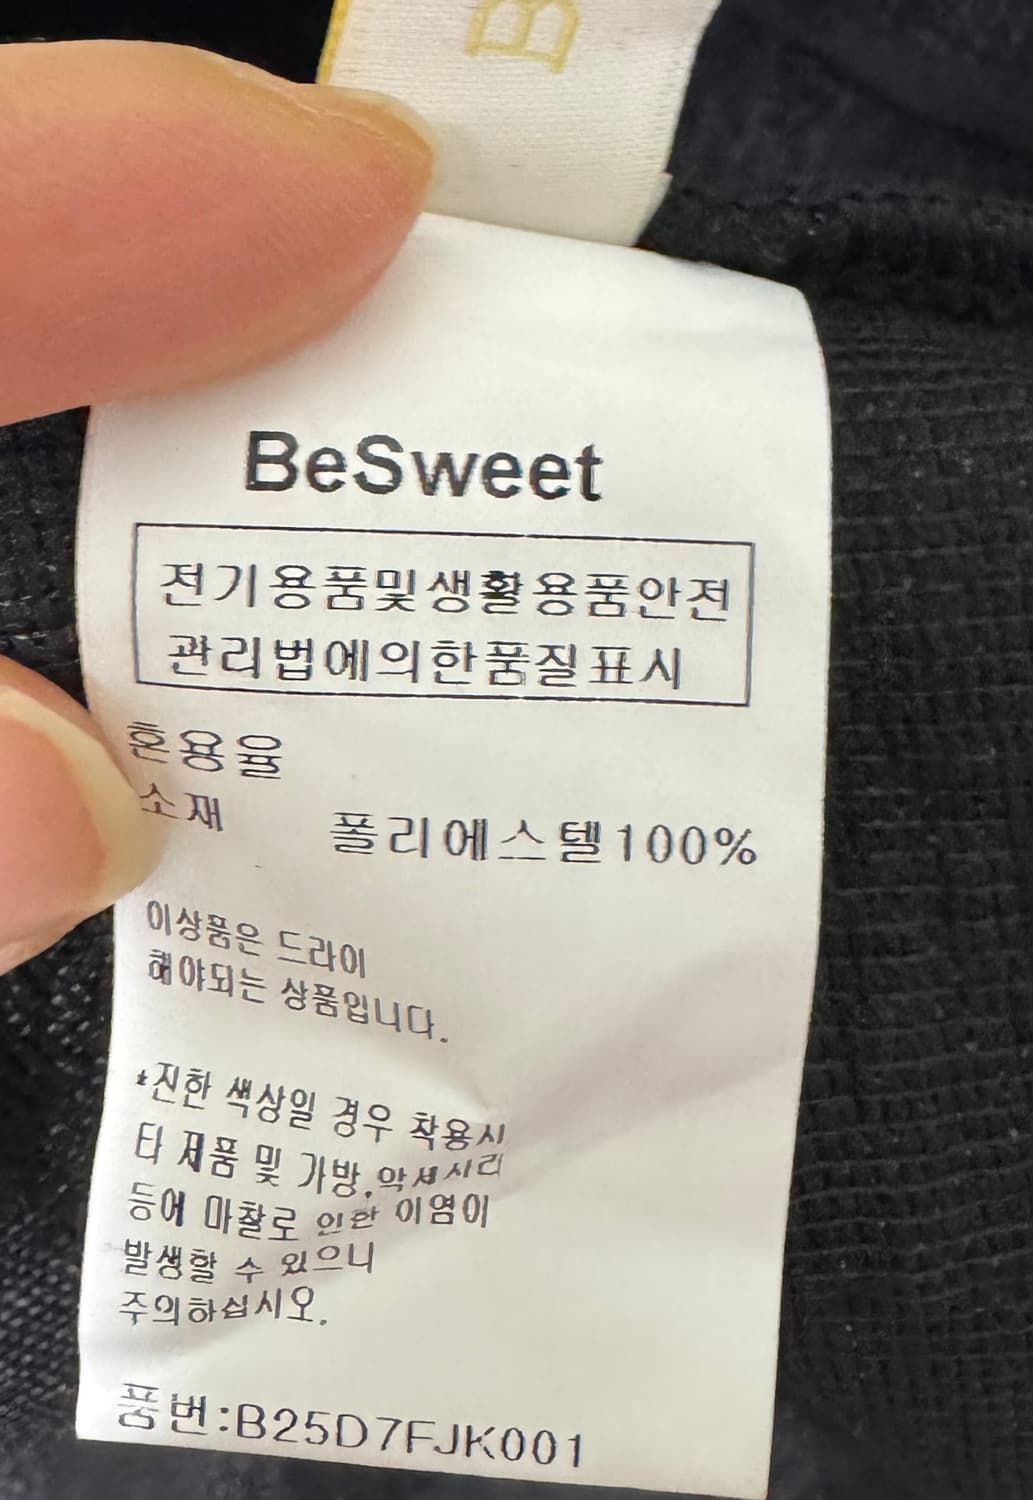 B
BeSweet
전기용품및생활용품안전
관리법에의한품질표시
혼용율
소재 폴리에스텔100%
이상품은 드라이
해야되는 상품입니다.
*진한 색상일 경우 착용시
타 제품 및 가방,악세사리
등에 마찰로 인한 이염이
발생할 수 있으니
주의하십시오.
품번:B25D7FJK001